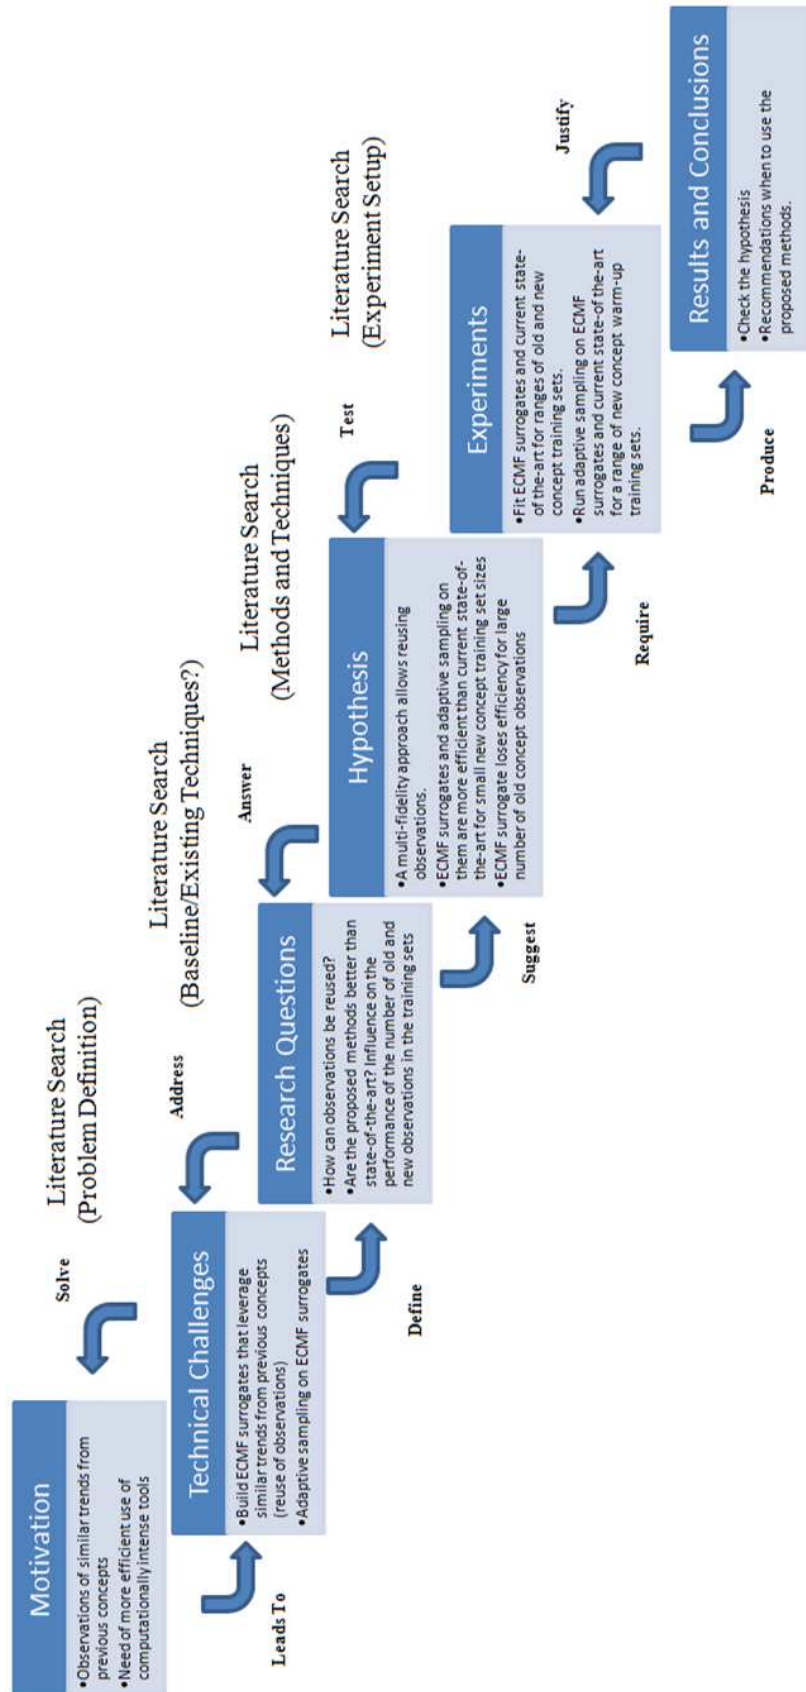 Motivation
•Observations of similar trends from
previous concepts
•Need of more efficient use of
computationally intense tools
Solve
Literature Search
(Problem Definition)
Leads To
Technical Challenges
•Build ECMF surrogates that leverage
similar trends from previous concepts
(reuse of observations)
•Adaptive sampling on ECMF surrogates
Address
Literature Search
(Baseline/Existing Techniques?)
Define
Research Questions
•How can observations be reused?
•Are the proposed methods better than
state-of-the-art? Influence on the
performance of the number of old and
new observations in the training sets
Answer
Literature Search
(Methods and Techniques)
Suggest
Hypothesis
•A multi-fidelity approach allows reusing
observations.
•ECMF surrogates and adaptive sampling on
them are more efficient than current state-of-
the-art for small new concept training set sizes
•ECMF surrogate loses efficiency for large
number of old concept observations
Test
Literature Search
(Experiment Setup)
Require
Experiments
•Fit ECMF surrogates and current state-
of-the-art for ranges of old and new
concept training sets.
•Run adaptive sampling on ECMF
surrogates and current state-of the-art
for a range of new concept warm-up
training sets.
Justify
Produce
Results and Conclusions
•Check the hypothesis
•Recommendations when to use the
proposed methods.